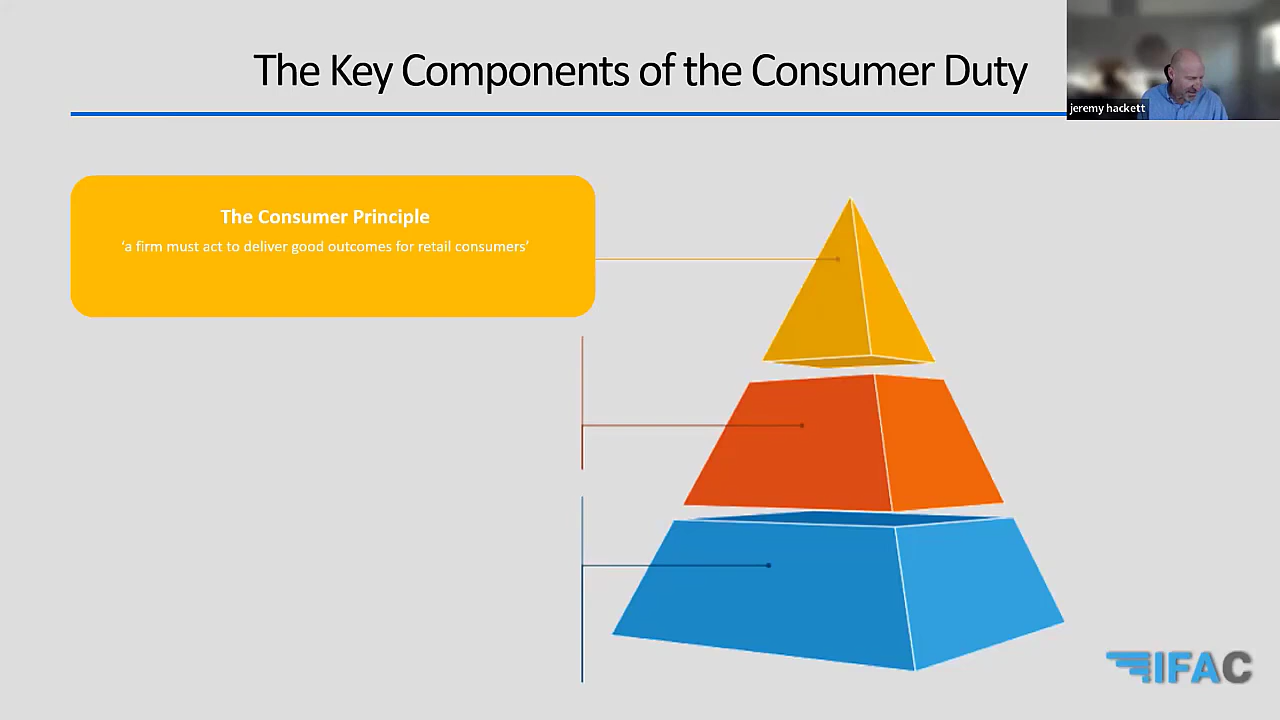 The Key Components of the Consumer Duty
jeremy hackett
The Consumer Principle
‘a firm must act to deliver good outcomes for retail consumers’
IFAC